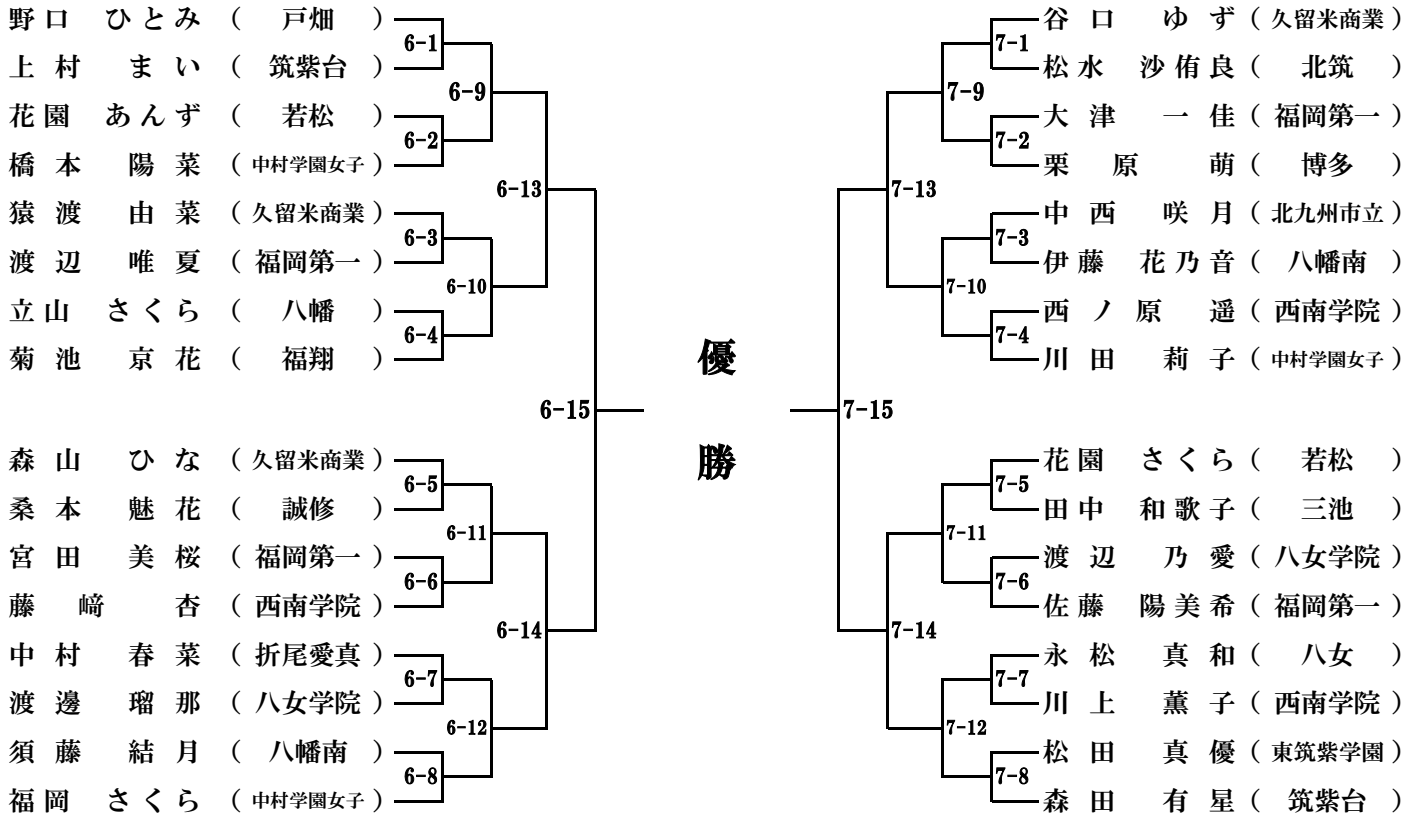 野口 ひとみ （ 戸畑 ）
6-1
上村 まい （ 筑紫台 ）
6-9
花園 あんず （ 若松 ）
6-2
橋本 陽菜 （ 中村学園女子 ）
6-13
猿渡 由菜 （ 久留米商業 ）
6-3
渡辺 唯夏 （ 福岡第一 ）
6-10
立山 さくら （ 八幡 ）
6-4
菊池 京花 （ 福翔 ）
6-15
森山 ひな （ 久留米商業 ）
6-5
桑本 魅花 （ 誠修 ）
6-11
宮田 美桜 （ 福岡第一 ）
6-6
藤﨑 杏 （ 西南学院 ）
6-14
中村 春菜 （ 折尾愛真 ）
6-7
渡邊 瑠那 （ 八女学院 ）
6-12
須藤 結月 （ 八幡南 ）
6-8
福岡 さくら （ 中村学園女子 ）
優勝
谷口 ゆず （ 久留米商業 ）
7-1
松水 沙侑良 （ 北筑 ）
7-9
大津 一佳 （ 福岡第一 ）
7-2
栗原 萌 （ 博多 ）
7-13
中西 咲月 （ 北九州市立 ）
7-3
伊藤 花乃音 （ 八幡南 ）
7-10
西ノ原 遥 （ 西南学院 ）
7-4
川田 莉子 （ 中村学園女子 ）
7-15
花園 さくら （ 若松 ）
7-5
田中 和歌子 （ 三池 ）
7-11
渡辺 乃愛 （ 八女学院 ）
7-6
佐藤 陽美希 （ 福岡第一 ）
7-14
永松 真和 （ 八女 ）
7-7
川上 薫子 （ 西南学院 ）
7-12
松田 真優 （ 東筑紫学園 ）
7-8
森田 有星 （ 筑紫台 ）